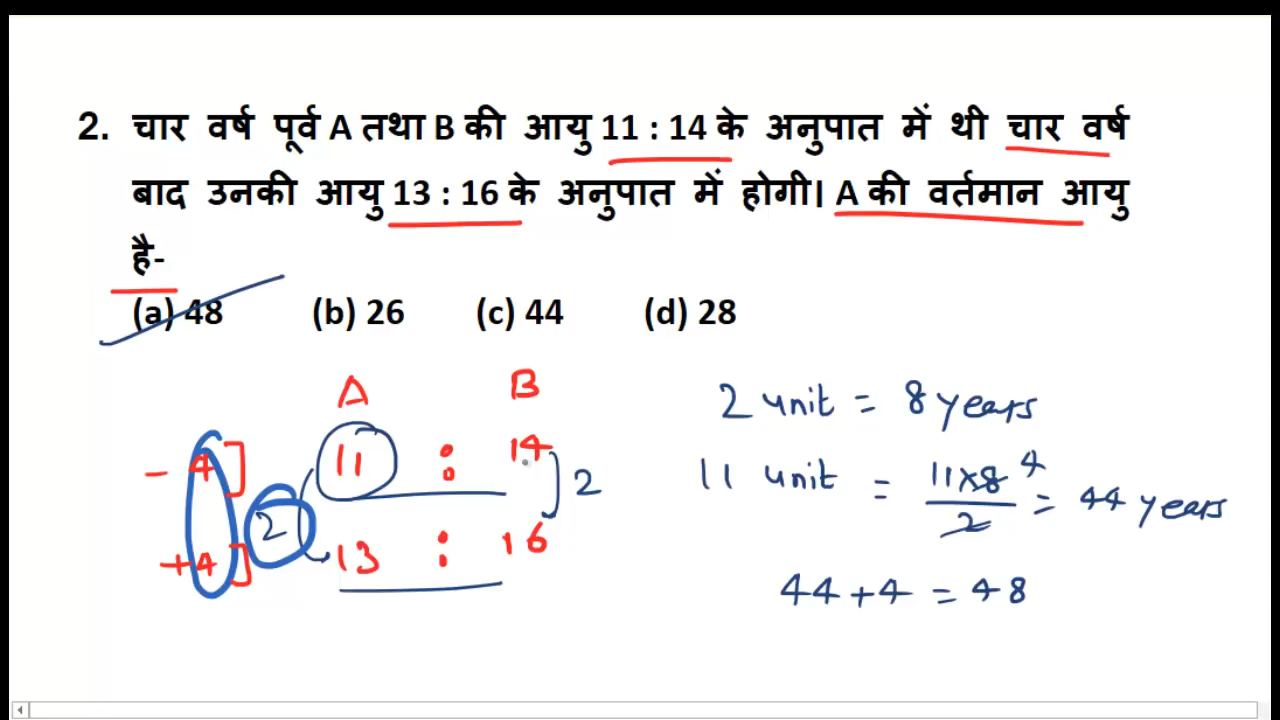 2. चार वर्ष पूर्व A तथा B की आयु 11 : 14 के अनुपात में थी चार वर्ष
बाद उनकी आयु 13 : 16 के अनुपात में होगी। A की वर्तमान आयु
है-
(a) 48 (b) 26 (c) 44 (d) 28
A B
- 4] 11 : 14
2 2
+4] 13 : 16
2 unit = 8 years
11 unit = 11×8/2 4 = 44 years
44+4 = 48